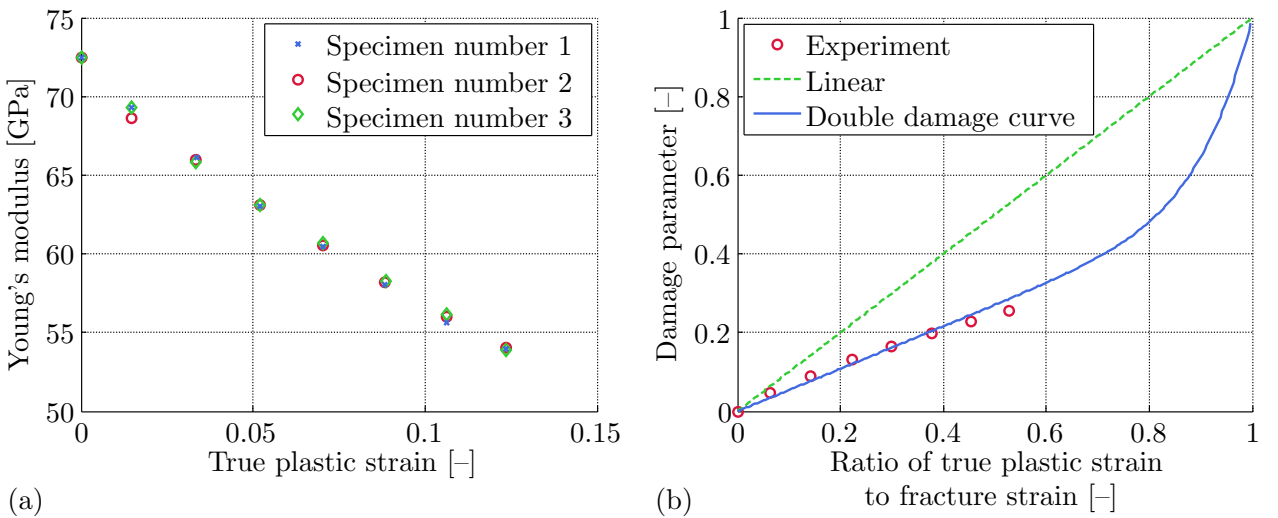 75
70
65
60
55
50
0
0.05
0.1
0.15
Young's modulus [GPa]
True plastic strain [–]
Specimen number 1
Specimen number 2
Specimen number 3
(a)
1
0.8
0.6
0.4
0.2
0
0
0.2
0.4
0.6
0.8
1
Damage parameter [–]
Ratio of true plastic strain
to fracture strain [–]
Experiment
Linear
Double damage curve
(b)